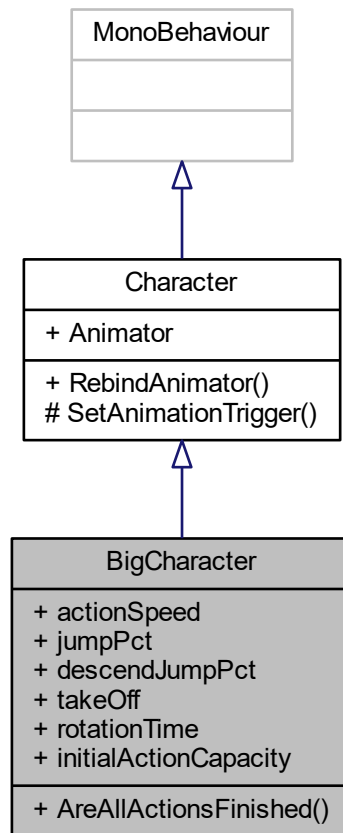 MonoBehaviour
Character
+ Animator
+ RebindAnimator()
# SetAnimationTrigger()
BigCharacter
+ actionSpeed
+ jumpPct
+ descendJumpPct
+ takeOff
+ rotationTime
+ initialActionCapacity
+ AreAllActionsFinished()